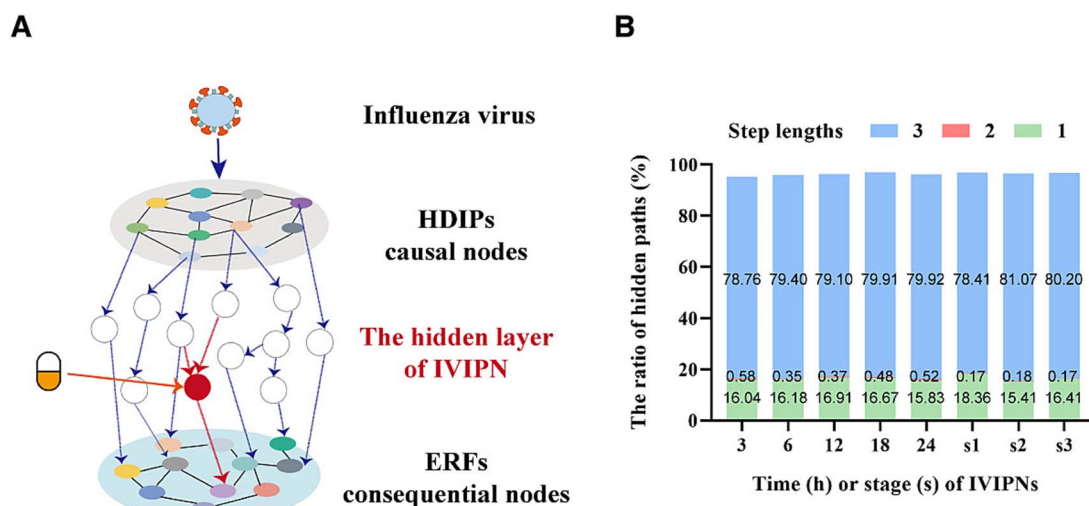 A
Influenza virus
HDIPs
causal nodes
The hidden layer
of IVIPN
ERFs
consequential nodes
B
Step lengths 3 2 1
The ratio of hidden paths (%)
100
80
60
40
20
0
78.76 79.40 79.10 79.91 79.92 78.41 81.07 80.20
0.58 0.35 0.37 0.48 0.52 0.17 0.18 0.17
16.04 16.18 16.91 16.67 15.83 18.36 15.41 16.41
3 6 12 18 24 s1 s2 s3
Time (h) or stage (s) of IVIPNs